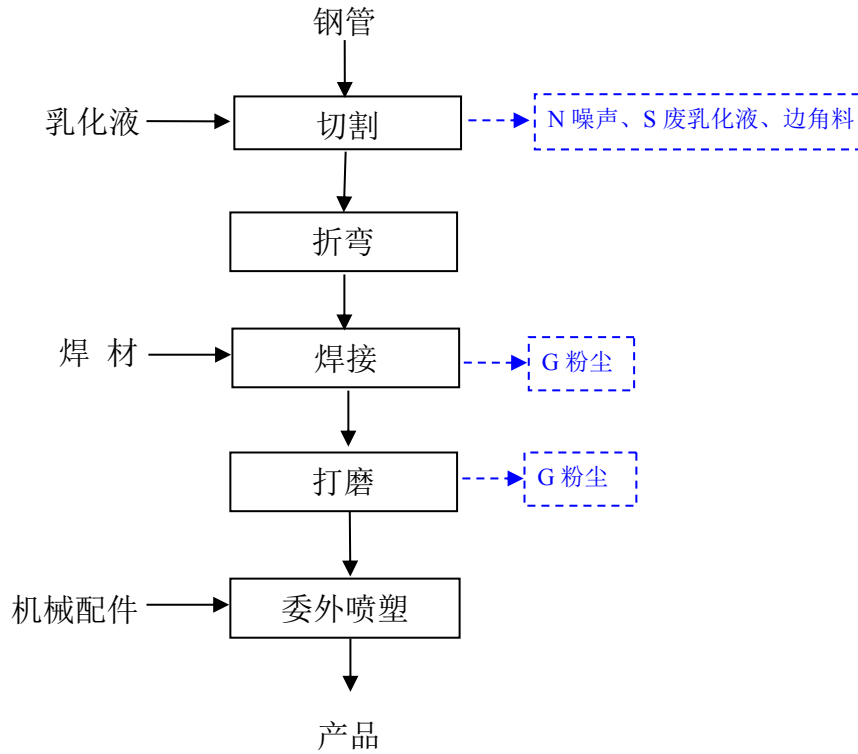 钢管
乳化液
切割
N 噪声、S 废乳化液、边角料
折弯
焊 材
焊接
G 粉尘
打磨
G 粉尘
机械配件
委外喷塑
产品